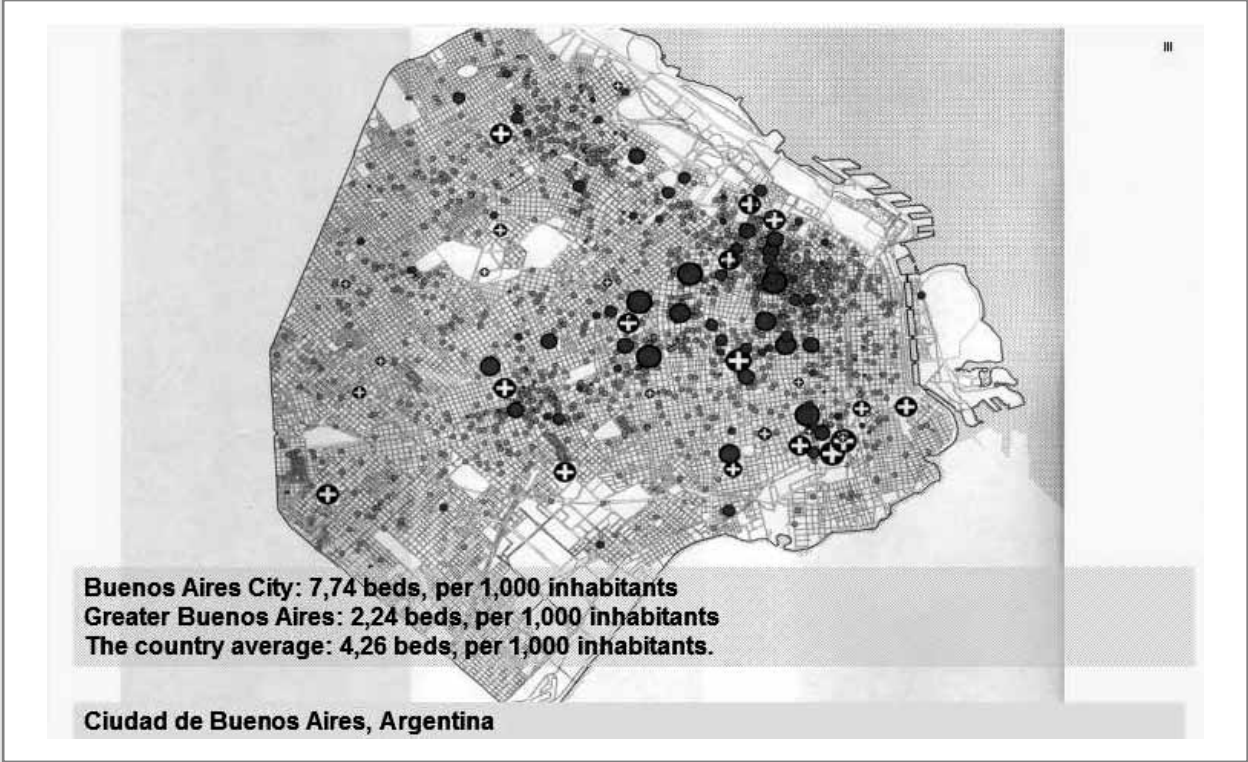 III
Buenos Aires City: 7,74 beds, per 1,000 inhabitants
Greater Buenos Aires: 2,24 beds, per 1,000 inhabitants
The country average: 4,26 beds, per 1,000 inhabitants.
Ciudad de Buenos Aires, Argentina